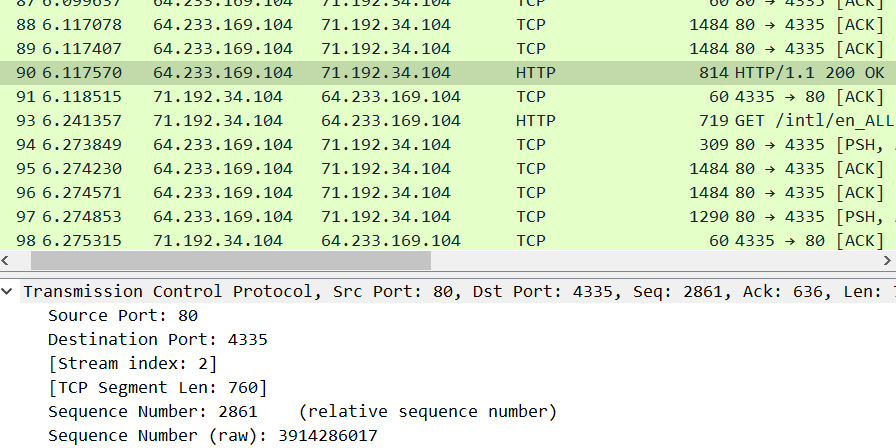 87 6.099637 64.233.169.104 71.192.34.104 TCP 60 80 → 4335 [ACK]
88 6.117078 64.233.169.104 71.192.34.104 TCP 1484 80 → 4335 [ACK]
89 6.117407 64.233.169.104 71.192.34.104 TCP 1484 80 → 4335 [ACK]
90 6.117570 64.233.169.104 71.192.34.104 HTTP 814 HTTP/1.1 200 OK
91 6.118515 71.192.34.104 64.233.169.104 TCP 60 4335 → 80 [ACK]
93 6.241357 71.192.34.104 64.233.169.104 HTTP 719 GET /intl/en_ALL
94 6.273849 64.233.169.104 71.192.34.104 TCP 309 80 → 4335 [PSH,
95 6.274230 64.233.169.104 71.192.34.104 TCP 1484 80 → 4335 [ACK]
96 6.274571 64.233.169.104 71.192.34.104 TCP 1484 80 → 4335 [ACK]
97 6.274853 64.233.169.104 71.192.34.104 TCP 1290 80 → 4335 [PSH,
98 6.275315 71.192.34.104 64.233.169.104 TCP 60 4335 → 80 [ACK]
Transmission Control Protocol, Src Port: 80, Dst Port: 4335, Seq: 2861, Ack: 636, Len:
Source Port: 80
Destination Port: 4335
[Stream index: 2]
[TCP Segment Len: 760]
Sequence Number: 2861 (relative sequence number)
Sequence Number (raw): 3914286017